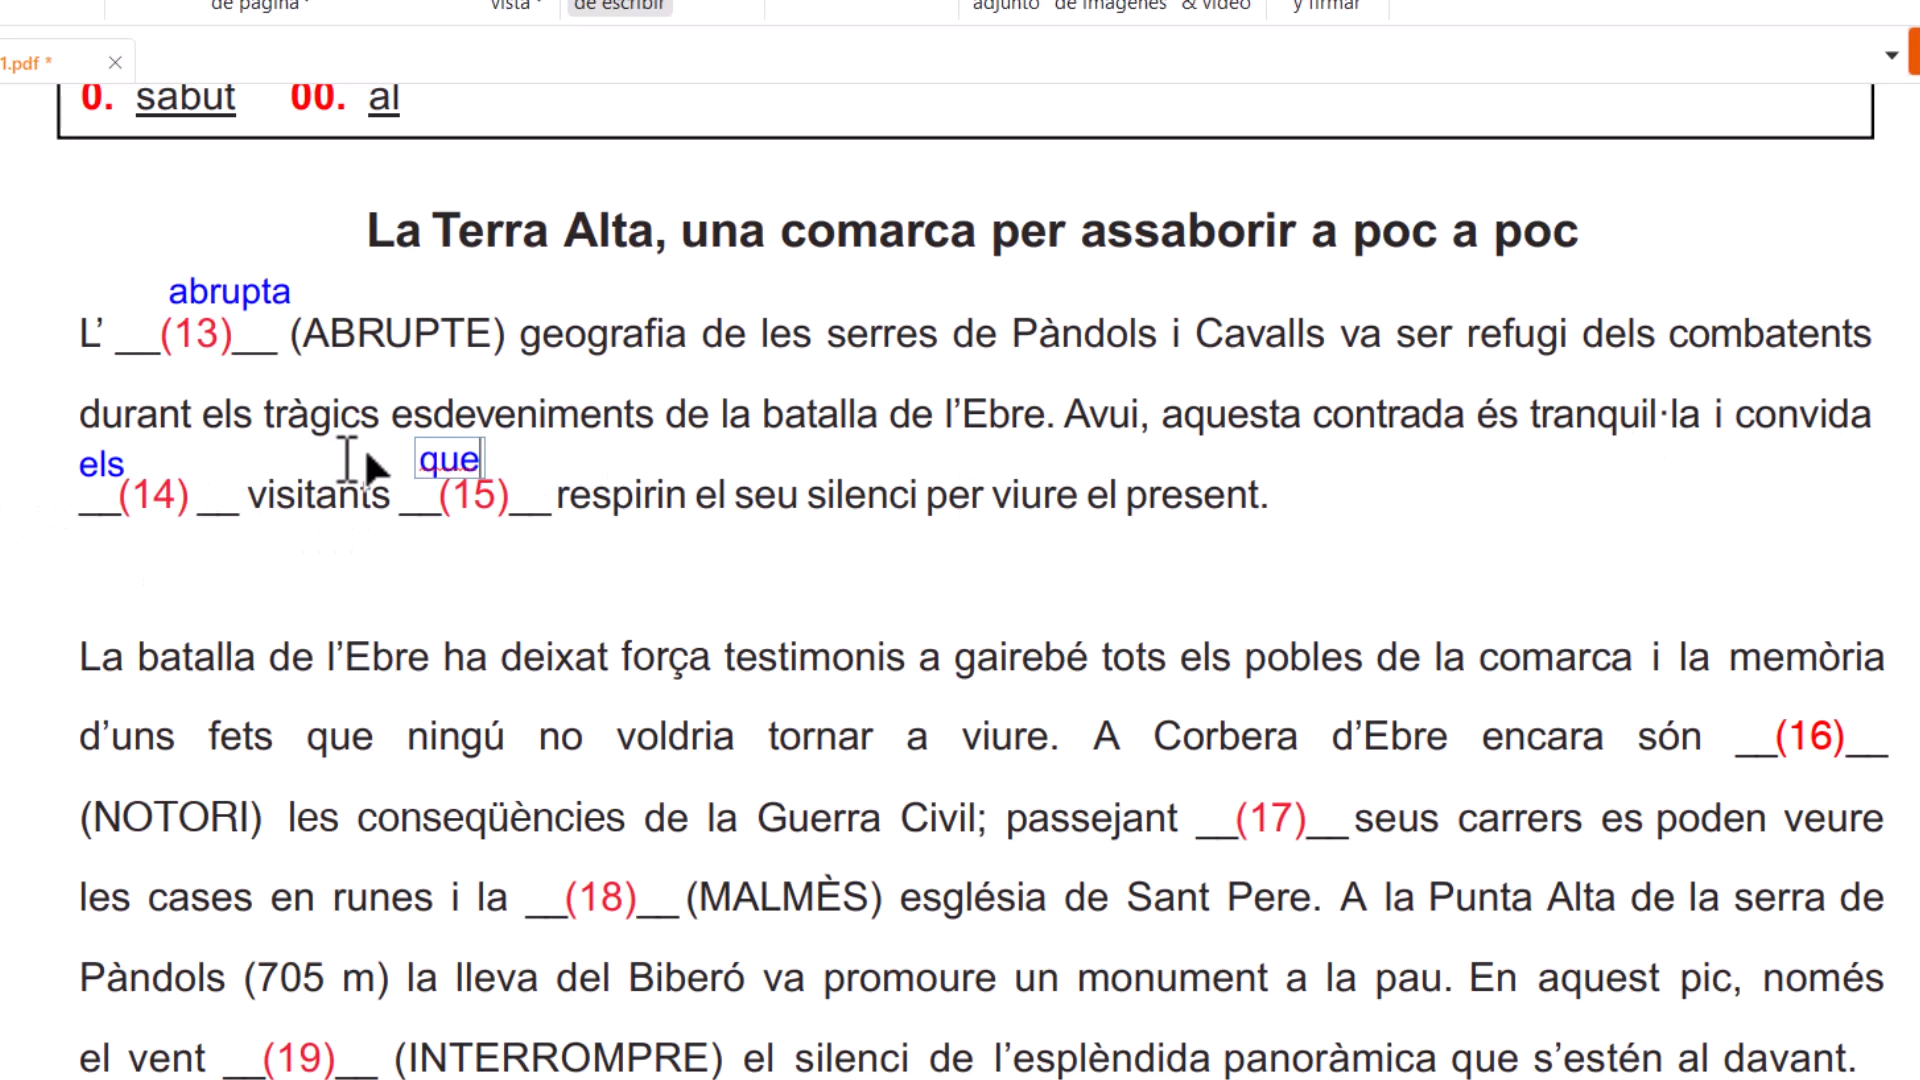 de página
vista
de escribir
adjunto de imágenes & vídeo
y firmar
1.pdf *
0. sabut 00. al
La Terra Alta, una comarca per assaborir a poc a poc
abrupta
L’ __(13)__ (ABRUPTE) geografia de les serres de Pàndols i Cavalls va ser refugi dels combatents
durant els tràgics esdeveniments de la batalla de l’Ebre. Avui, aquesta contrada és tranquil·la i convida
els que
__(14) __ visitants __(15)__ respirin el seu silenci per viure el present.
La batalla de l’Ebre ha deixat força testimonis a gairebé tots els pobles de la comarca i la memòria
d’uns fets que ningú no voldria tornar a viure. A Corbera d’Ebre encara són __(16)__
(NOTORI) les conseqüències de la Guerra Civil; passejant __(17)__ seus carrers es poden veure
les cases en runes i la __(18)__ (MALMÈS) església de Sant Pere. A la Punta Alta de la serra de
Pàndols (705 m) la lleva del Biberó va promoure un monument a la pau. En aquest pic, només
el vent __(19)__ (INTERROMPRE) el silenci de l’esplèndida panoràmica que s’estén al davant.